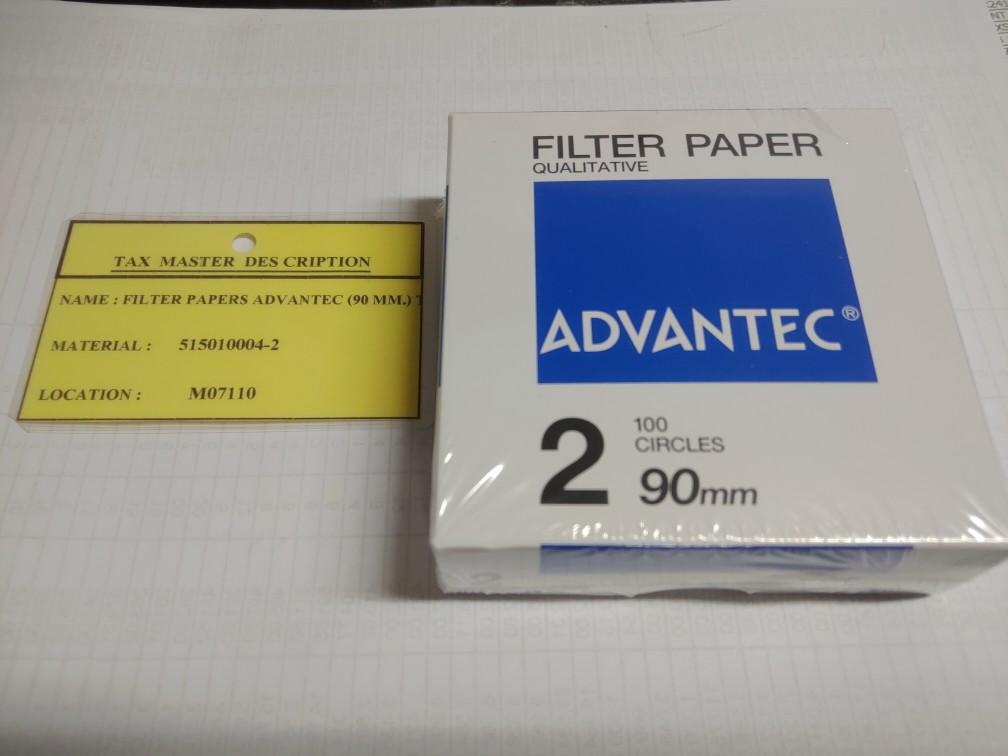 TAX MASTER DES CRIPTION
NAME : FILTER PAPERS ADVANTEC (90 MM.) T
MATERIAL : 515010004-2
LOCATION : M07110
FILTER PAPER
QUALITATIVE
ADVANTEC®
2
100
CIRCLES
90mm
2